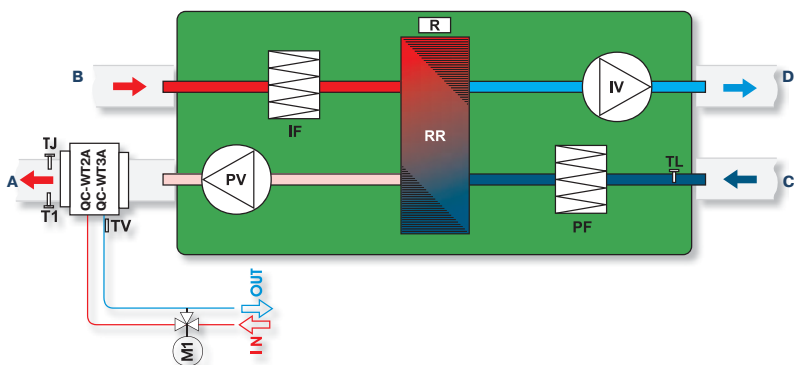 R
B
D
IF
IV
RR
TJ
QC-WT2A
QC-WT3A
A
PV
TL
C
T1
TV
PF
OUT
IN
M1